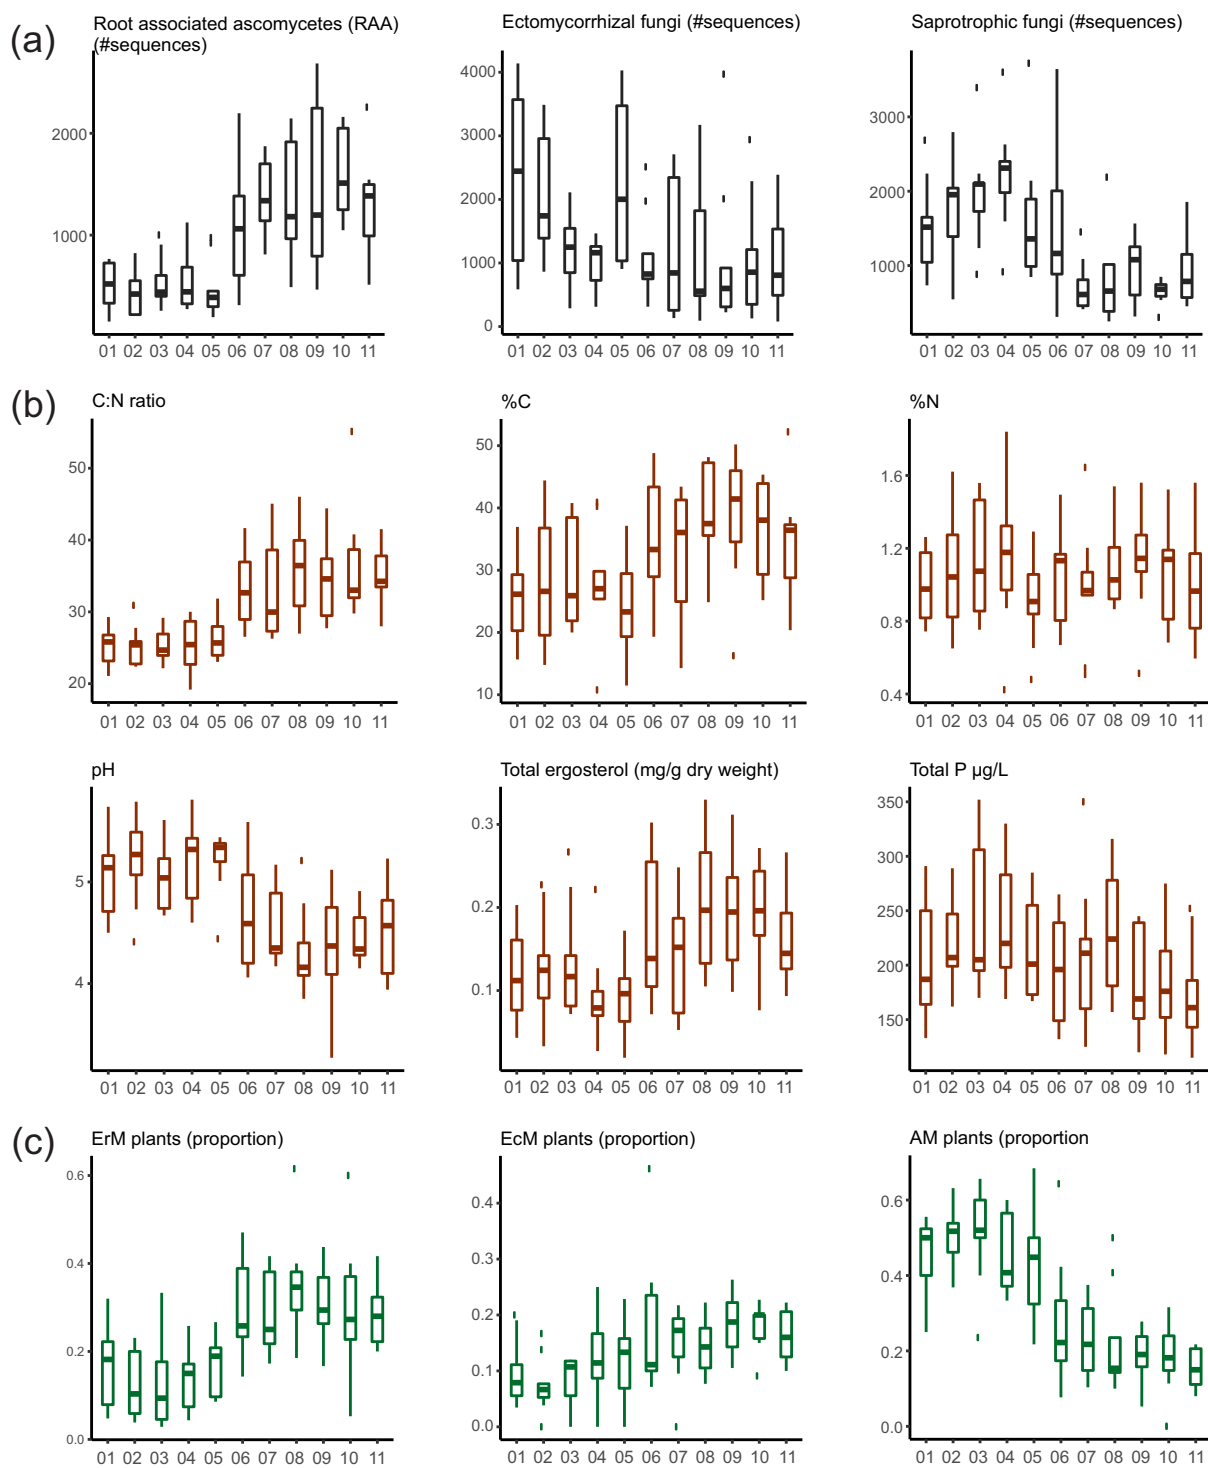 (a)
Root associated ascomycetes (RAA)
(#sequences)
Ectomycorrhizal fungi (#sequences)
Saprotrophic fungi (#sequences)
2000
1000
4000
3000
2000
1000
0
3000
2000
1000
01 02 03 04 05 06 07 08 09 10 11
01 02 03 04 05 06 07 08 09 10 11
01 02 03 04 05 06 07 08 09 10 11
(b)
C:N ratio
%C
%N
50
40
30
20
50
40
30
20
10
1.6
1.2
0.8
0.4
01 02 03 04 05 06 07 08 09 10 11
01 02 03 04 05 06 07 08 09 10 11
01 02 03 04 05 06 07 08 09 10 11
pH
Total ergosterol (mg/g dry weight)
Total P µg/L
5
4
0.3
0.2
0.1
350
300
250
200
150
01 02 03 04 05 06 07 08 09 10 11
01 02 03 04 05 06 07 08 09 10 11
01 02 03 04 05 06 07 08 09 10 11
(c)
ErM plants (proportion)
EcM plants (proportion)
AM plants (proportion
0.6
0.4
0.2
0.0
0.4
0.3
0.2
0.1
0.0
0.6
0.4
0.2
0.0
01 02 03 04 05 06 07 08 09 10 11
01 02 03 04 05 06 07 08 09 10 11
01 02 03 04 05 06 07 08 09 10 11